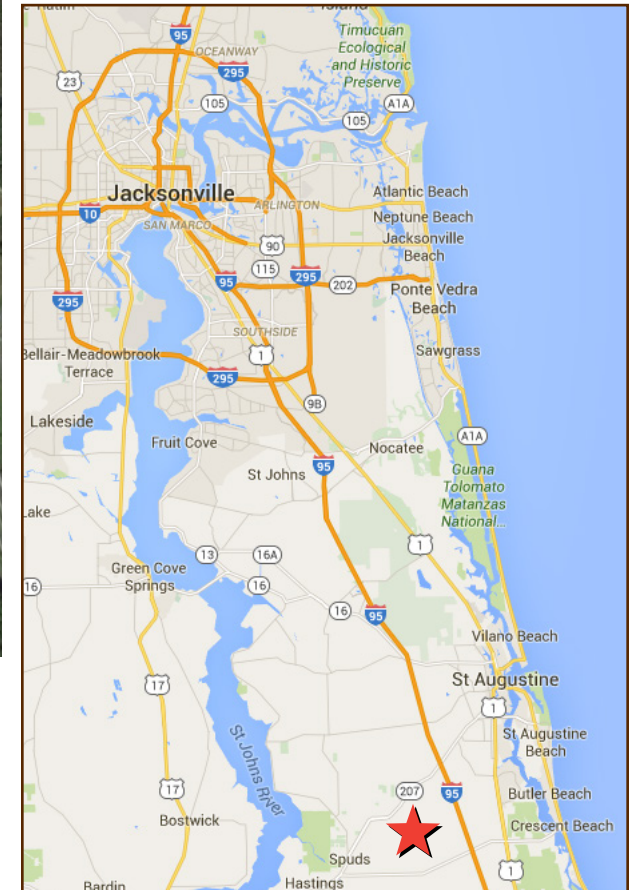 Island
95
Timucuan
Ecological
and Historic
Preserve
OCEANWAY
295
23
105
A1A
105
Jacksonville
ARLINGTON
Atlantic Beach
10
SAN MARCO
Neptune Beach
90
Jacksonville
Beach
115
95
295
202
Ponte Vedra
Beach
295
SOUTHSIDE
1
Sawgrass
Bellair-Meadowbrook
Terrace
295
9B
Lakeside
Fruit Cove
Nocatee
A1A
St Johns
95
Guana
Tolomato
Matanzas
National...
Lake
1
13
16A
Green Cove
Springs
16
16
16
95
Vilano Beach
17
St Augustine
1
St Johns River
St Augustine
Beach
17
207
95
Butler Beach
Bostwick
Crescent Beach
Spuds
1
Bardin
Hastings